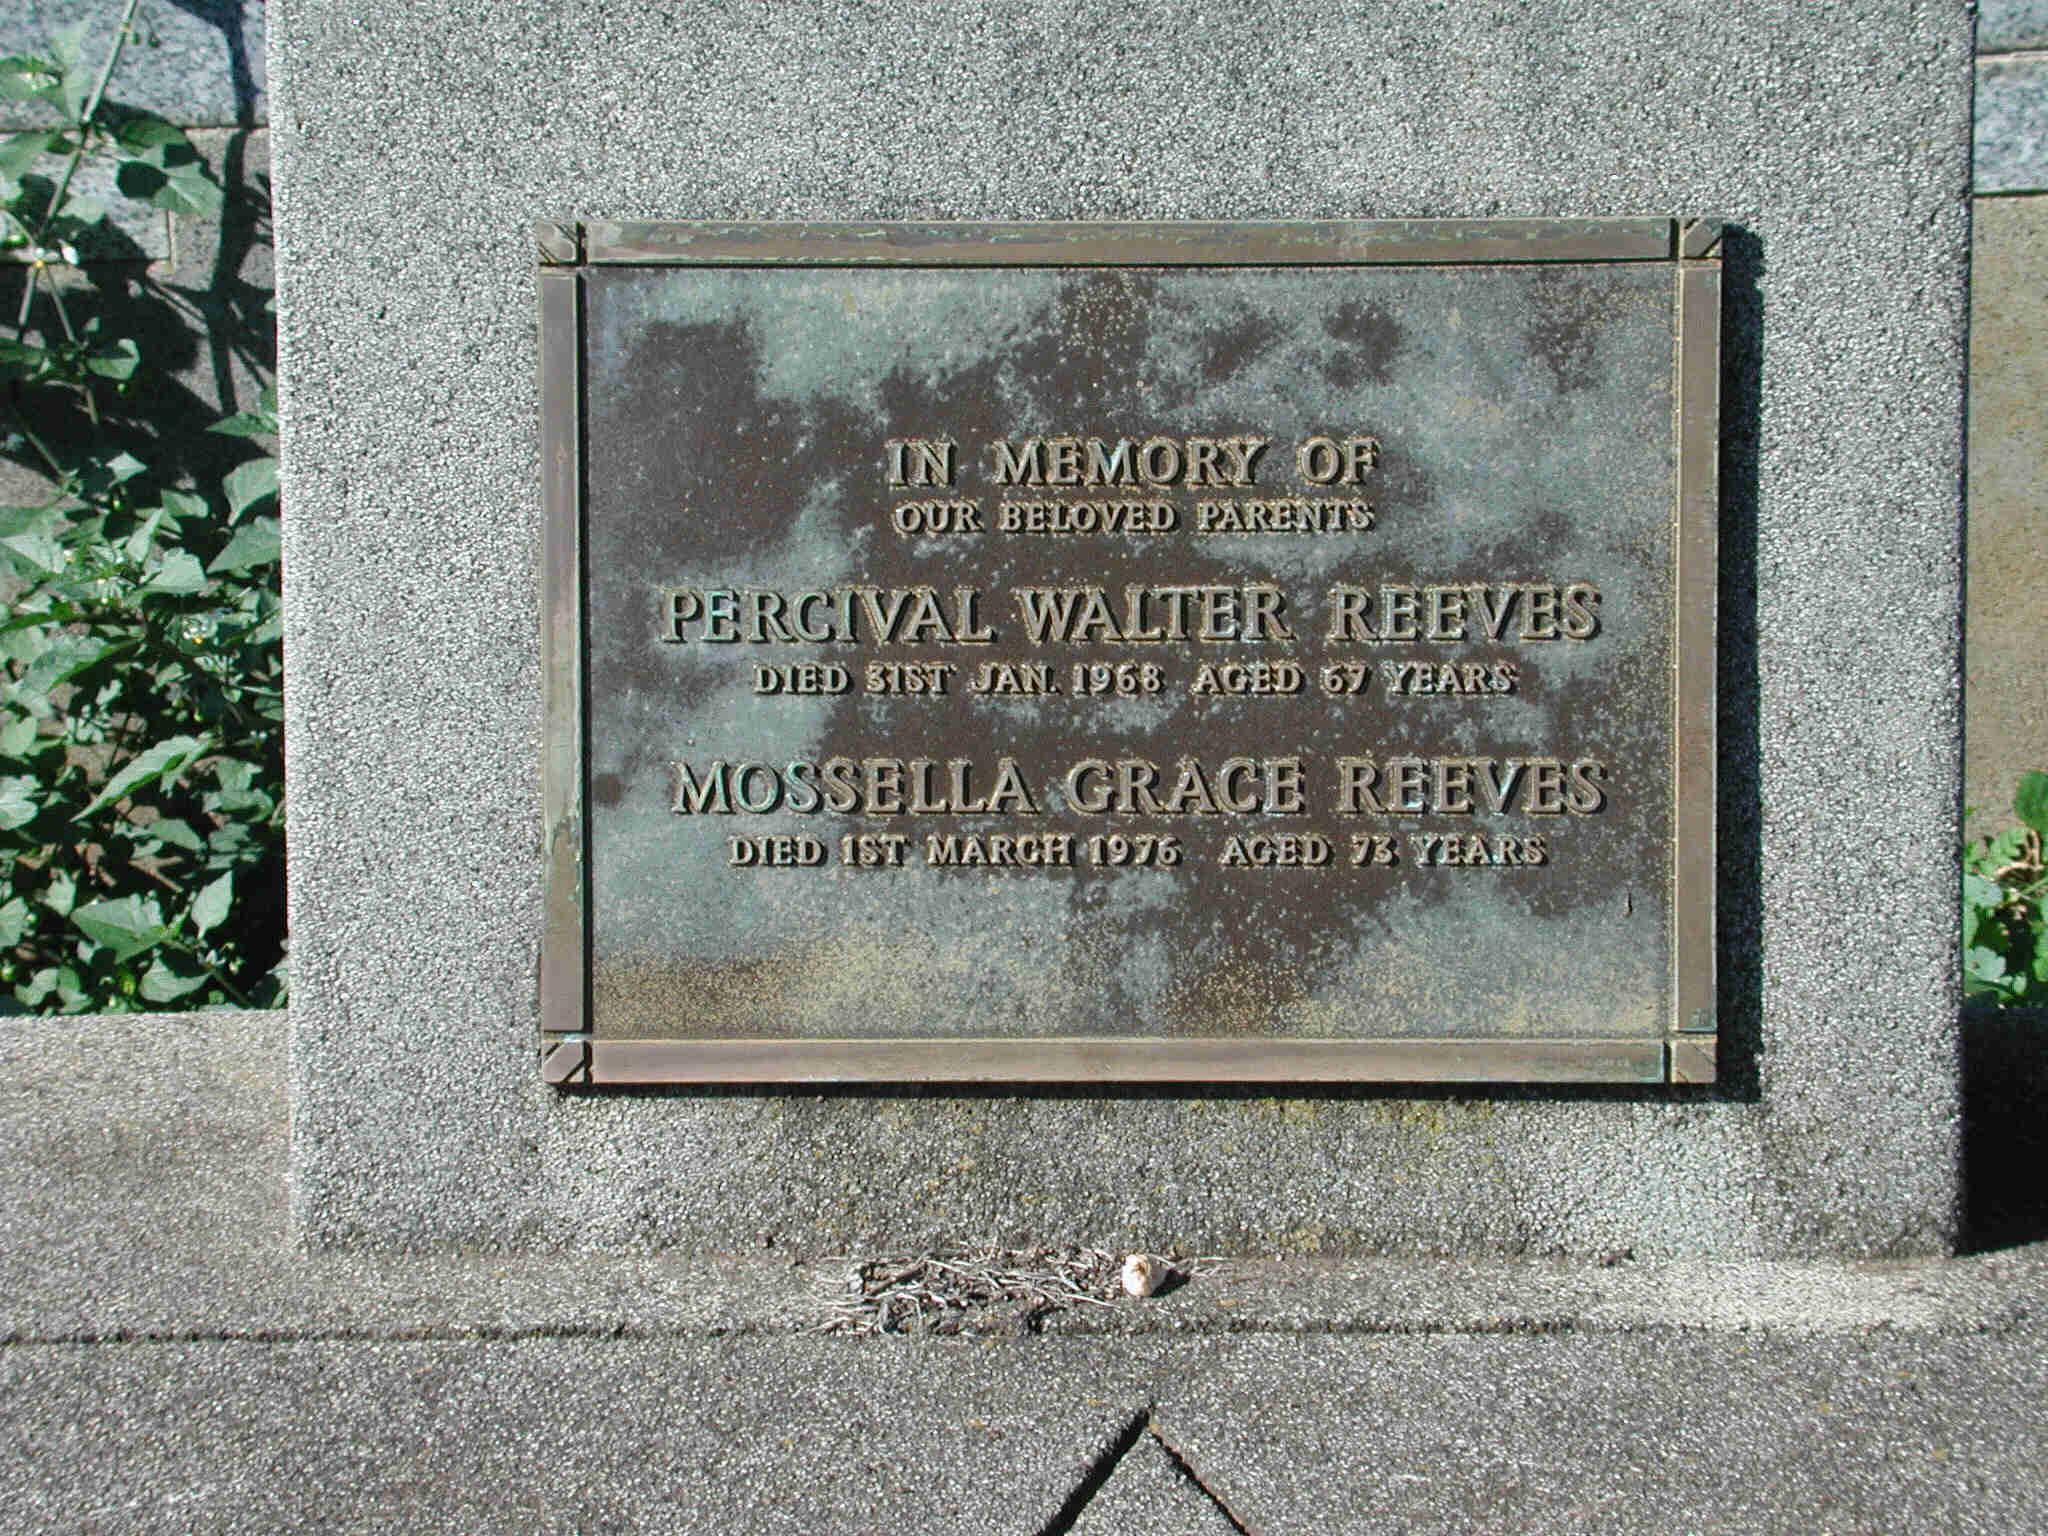 IN MEMORY OF
OUR BELOVED PARENTS
PERCIVAL WALTER REEVES
DIED 31ST JAN. 1968 AGED 67 YEARS
MOSSELLA GRACE REEVES
DIED 1ST MARCH 1976 AGED 73 YEARS